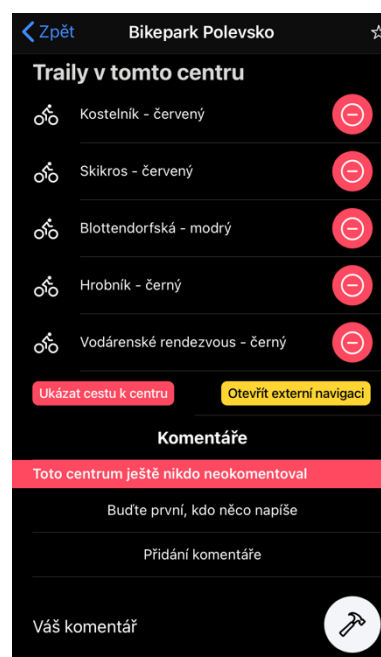 Zpět
Bikepark Polevsko
Traily v tomto centru
Kostelník - červený
Skikros - červený
Blottendorfská - modrý
Hrobník - černý
Vodárenské rendezvous - černý
Ukázat cestu k centru
Otevřít externí navigaci
Komentáře
Toto centrum ještě nikdo neokomentoval
Buďte první, kdo něco napíše
Přidání komentáře
Váš komentář